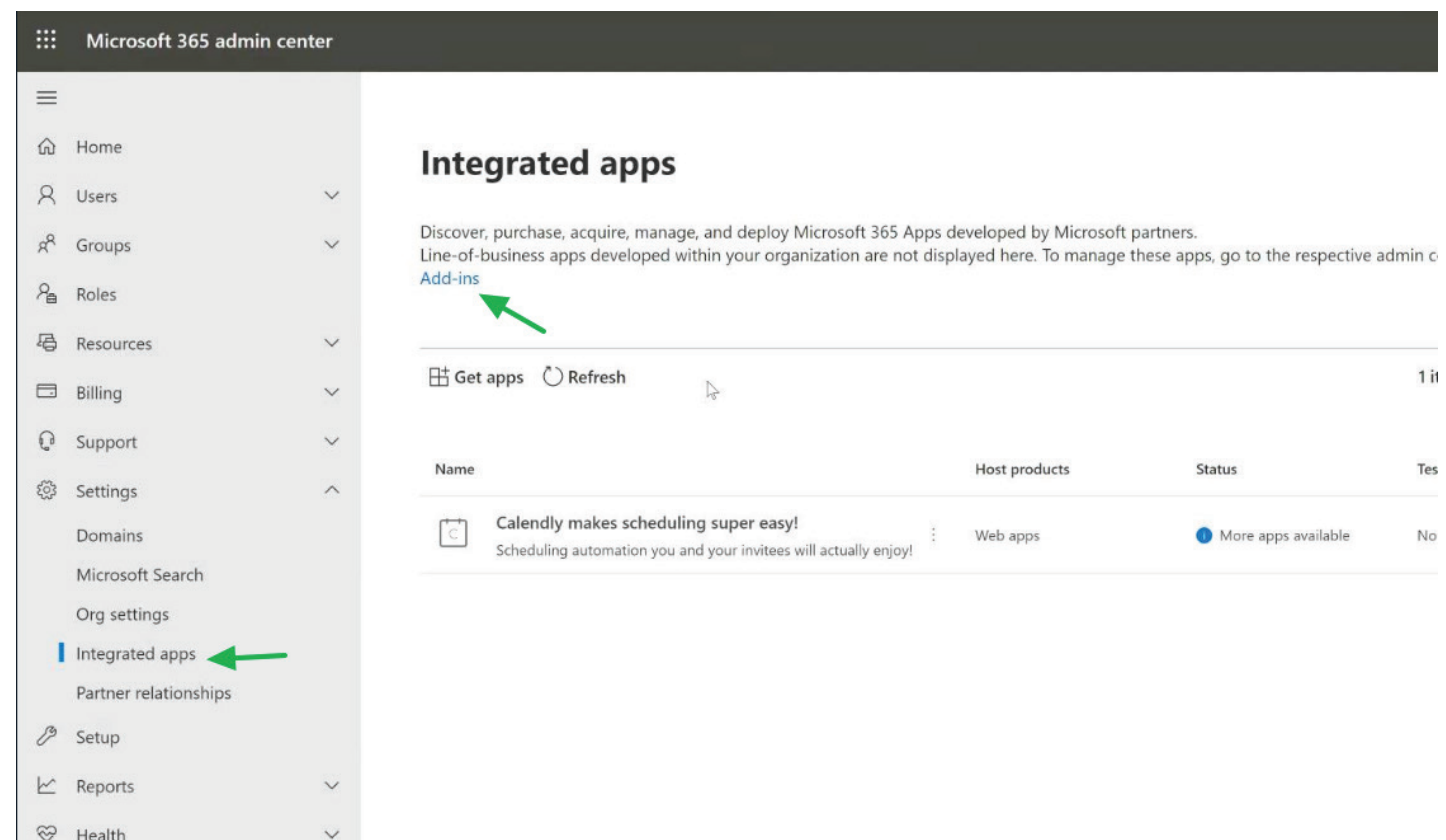 Microsoft 365 admin center
Home
Users
Groups
Roles
Resources
Billing
Support
Settings
Domains
Microsoft Search
Org settings
Integrated apps
Partner relationships
Setup
Reports
Health
Integrated apps
Discover, purchase, acquire, manage, and deploy Microsoft 365 Apps developed by Microsoft partners.
Line-of-business apps developed within your organization are not displayed here. To manage these apps, go to the respective admin c
Add-ins
Get apps Refresh 1 it
Name Host products Status Tes
C Calendly makes scheduling super easy! Web apps More apps available No
Scheduling automation you and your invitees will actually enjoy!